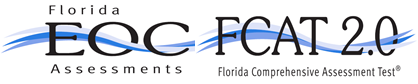 Florida
EOC
Assessments
FCAT 2.0
Florida Comprehensive Assessment Test®